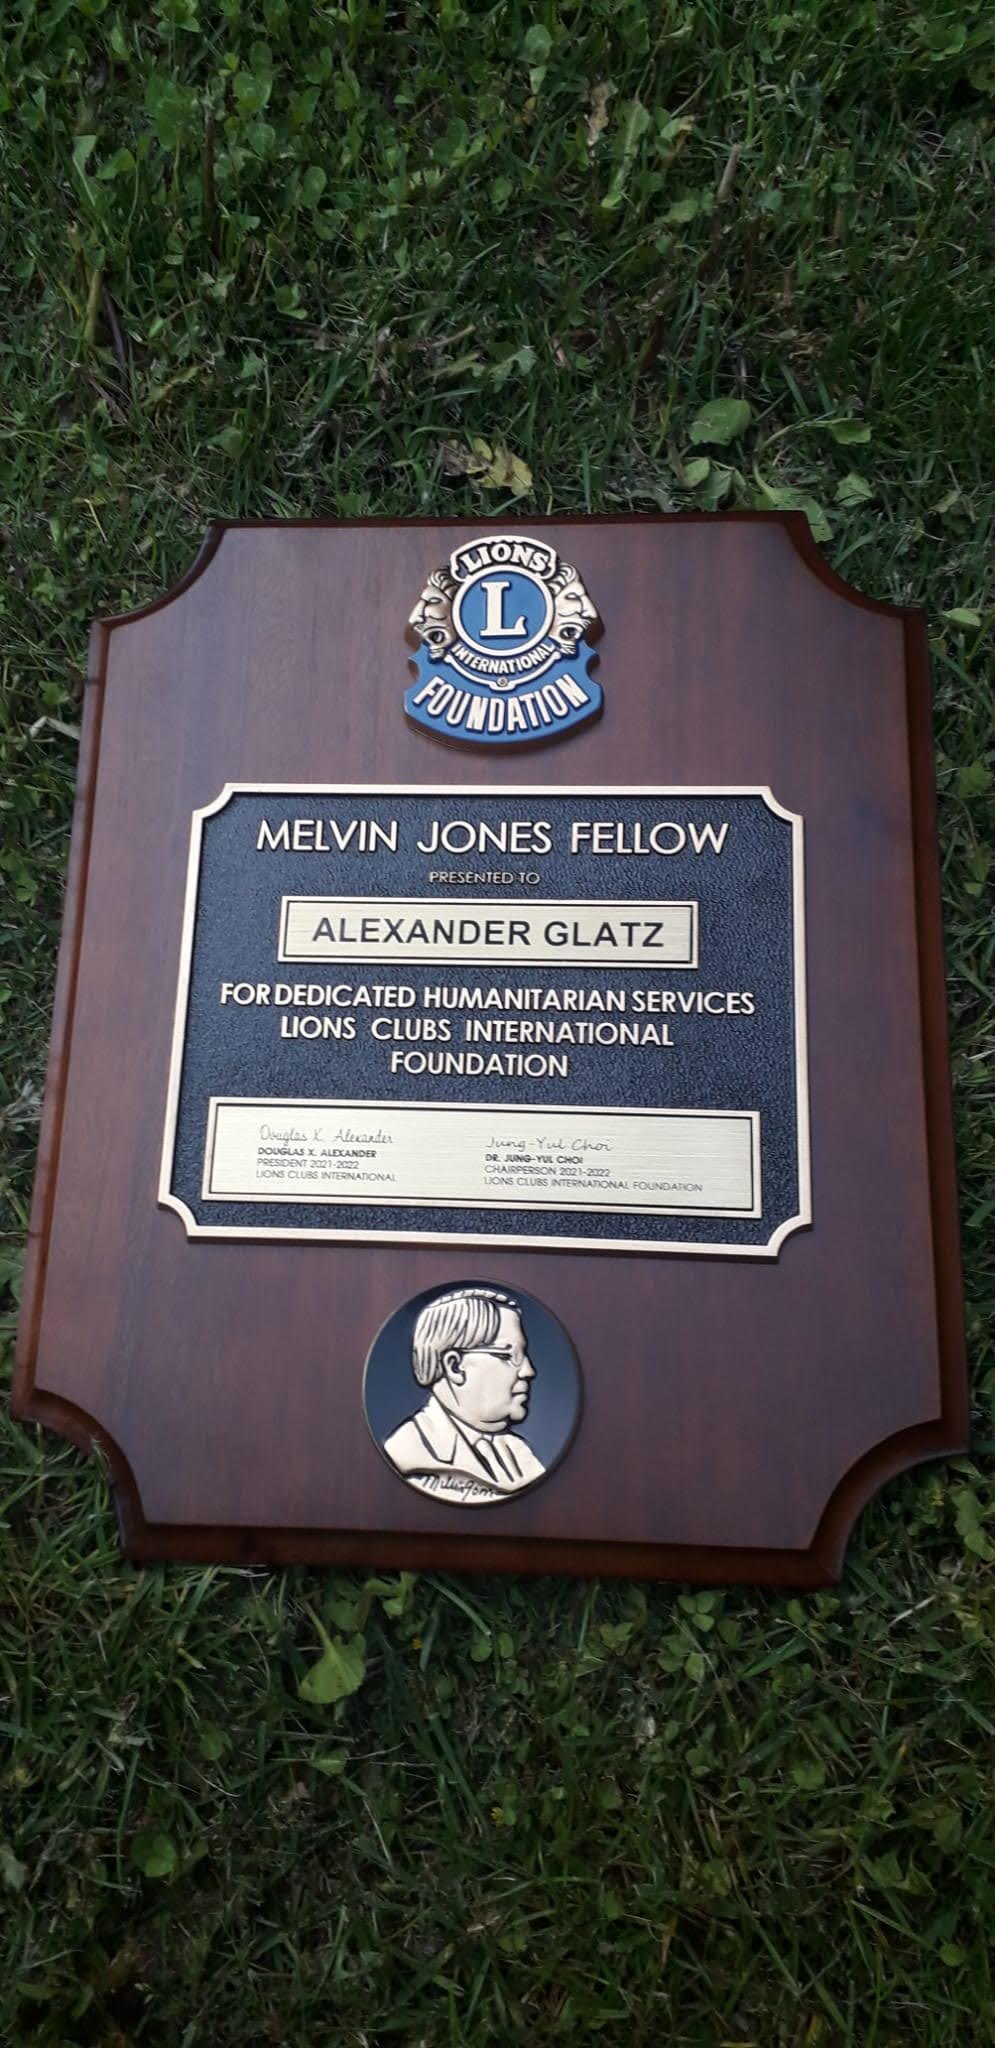 LIONS
L
INTERNATIONAL
FOUNDATION
MELVIN JONES FELLOW
PRESENTED TO
ALEXANDER GLATZ
FOR DEDICATED HUMANITARIAN SERVICES
LIONS CLUBS INTERNATIONAL
FOUNDATION
Douglas X. Alexander
DOUGLAS X. ALEXANDER
PRESIDENT 2021-2022
LIONS CLUBS INTERNATIONAL
Jung-Yul Choi
DR. JUNG-YUL CHOI
CHAIRPERSON 2021-2022
LIONS CLUBS INTERNATIONAL FOUNDATION
Melvin Jones